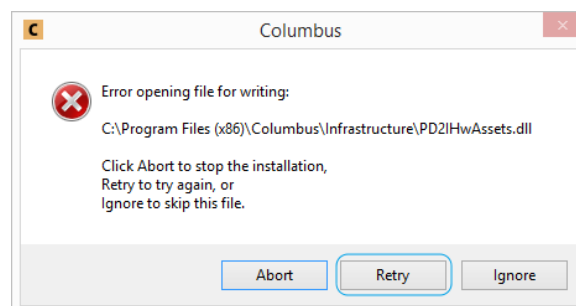 C
Columbus
Error opening file for writing:
C:\Program Files (x86)\Columbus\Infrastructure\PD2IHwAssets.dll
Click Abort to stop the installation,
Retry to try again, or
Ignore to skip this file.
Abort
Retry
Ignore